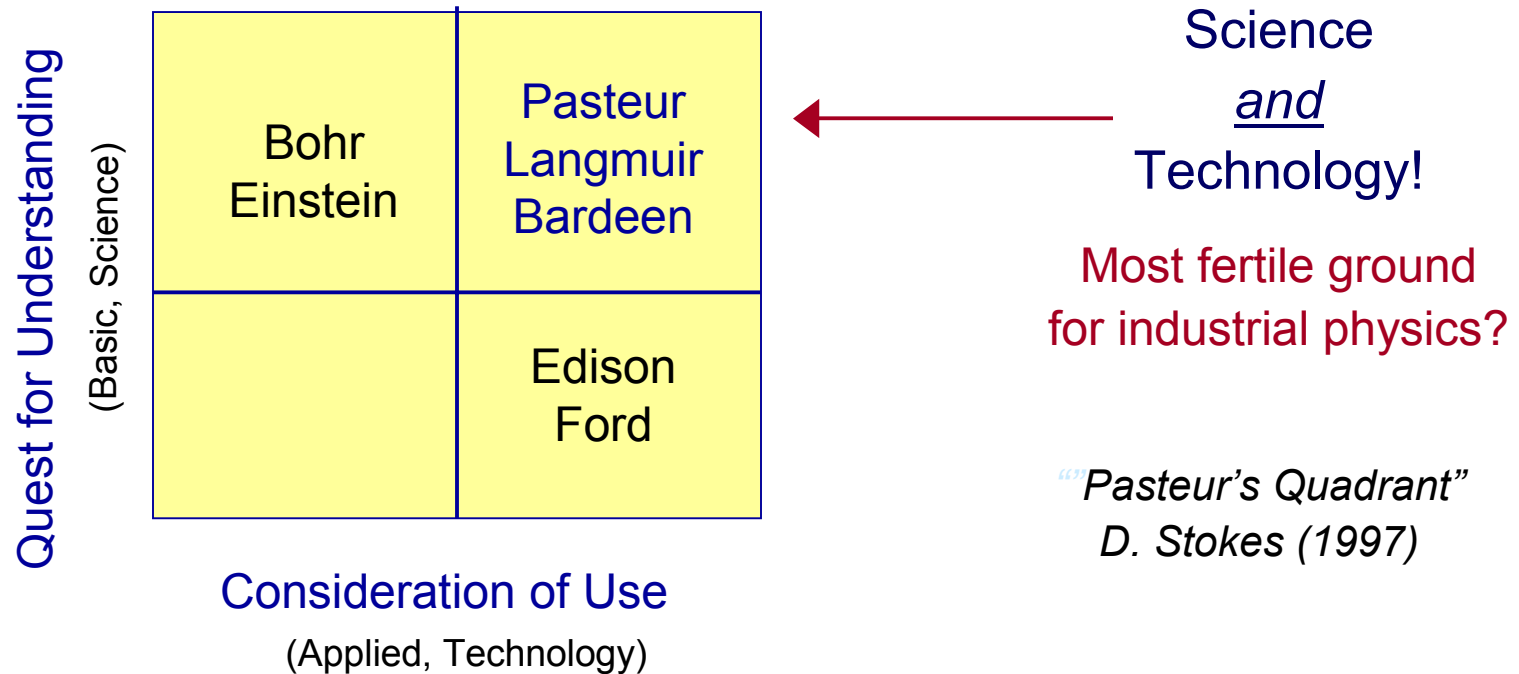 Quest for Understanding
(Basic, Science)
Bohr
Einstein
Pasteur
Langmuir
Bardeen
Edison
Ford
Consideration of Use
(Applied, Technology)
Science
and
Technology!
Most fertile ground
for industrial physics?
“”Pasteur’s Quadrant”
D. Stokes (1997)